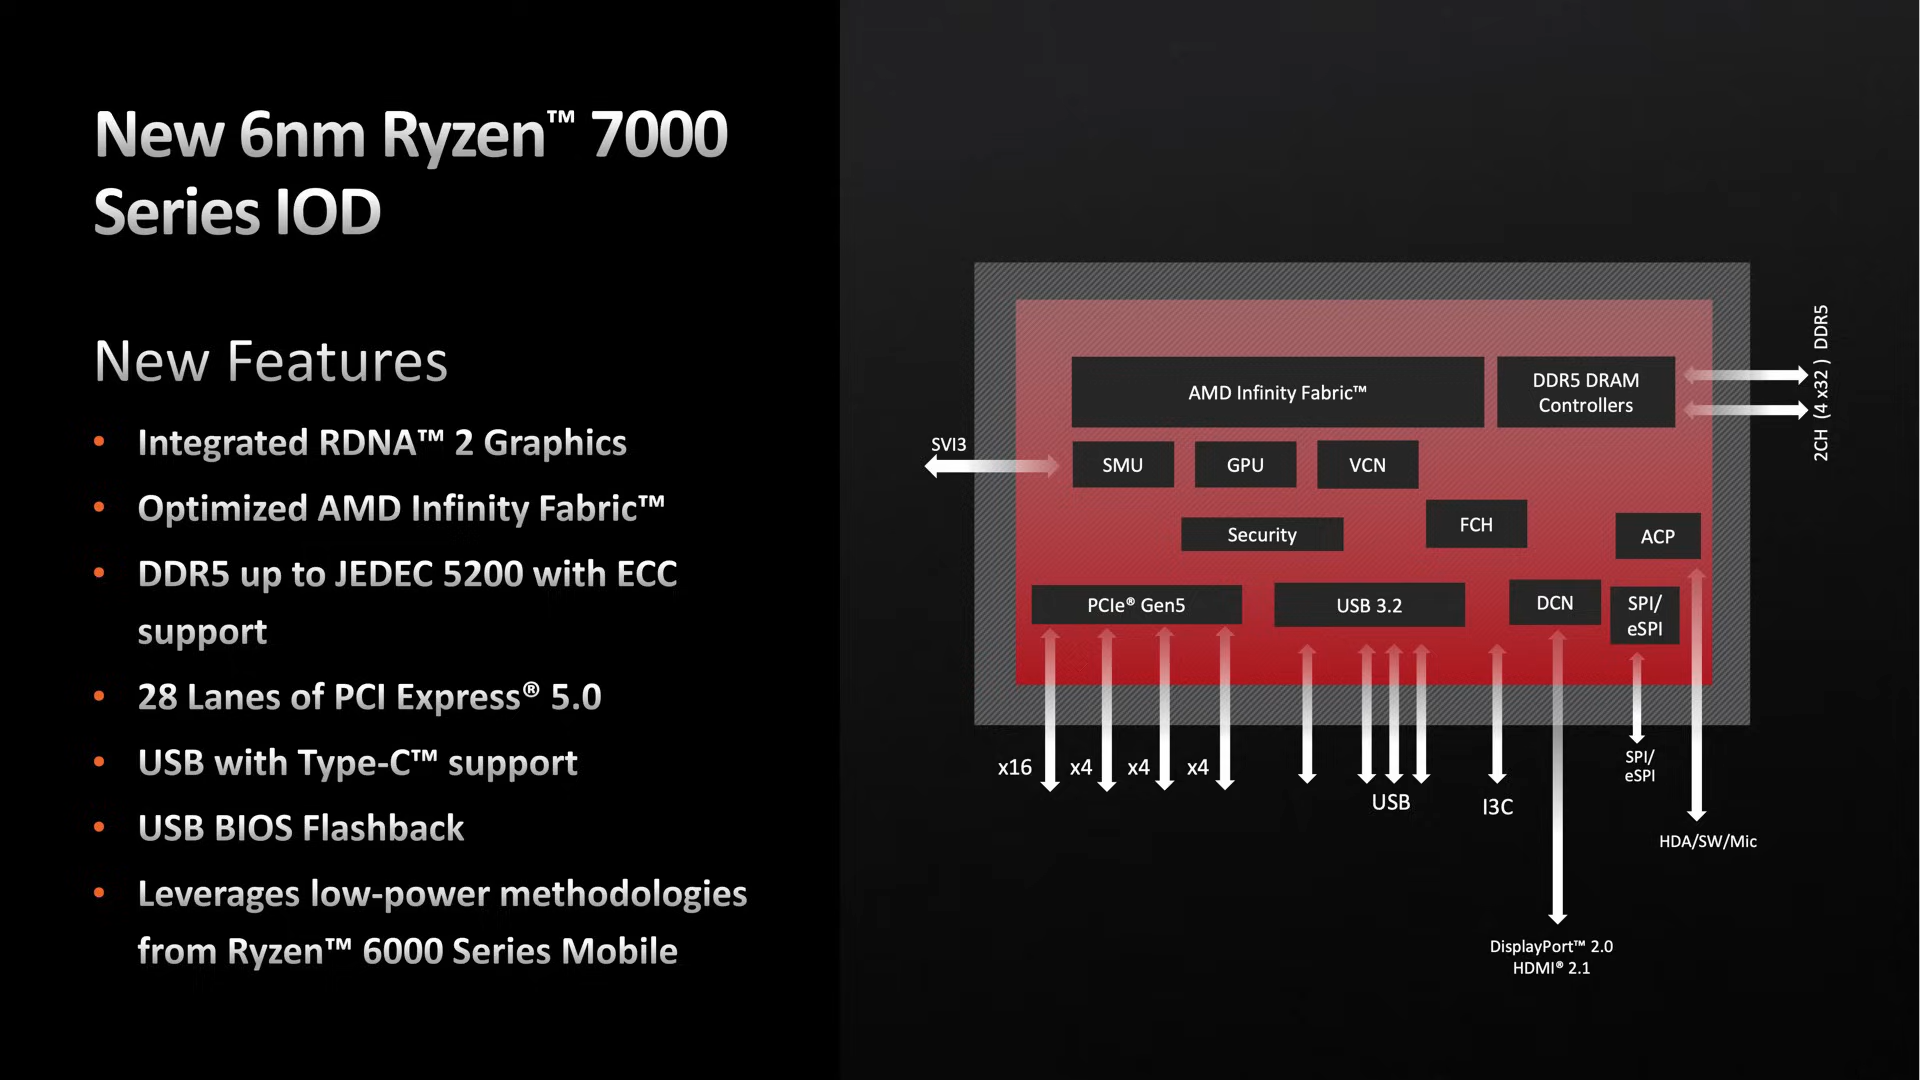 New 6nm Ryzen™ 7000
Series IOD
New Features
• Integrated RDNA™ 2 Graphics
• Optimized AMD Infinity Fabric™
• DDR5 up to JEDEC 5200 with ECC
support
• 28 Lanes of PCI Express® 5.0
• USB with Type-C™ support
• USB BIOS Flashback
• Leverages low-power methodologies
from Ryzen™ 6000 Series Mobile
AMD Infinity Fabric™
DDR5 DRAM
Controllers
2CH (4 x32 ) DDR5
SVI3
SMU
GPU
VCN
Security
FCH
ACP
PCIe® Gen5
USB 3.2
DCN
SPI/
eSPI
x16
x4
x4
x4
USB
I3C
SPI/
eSPI
HDA/SW/Mic
DisplayPort™ 2.0
HDMI® 2.1